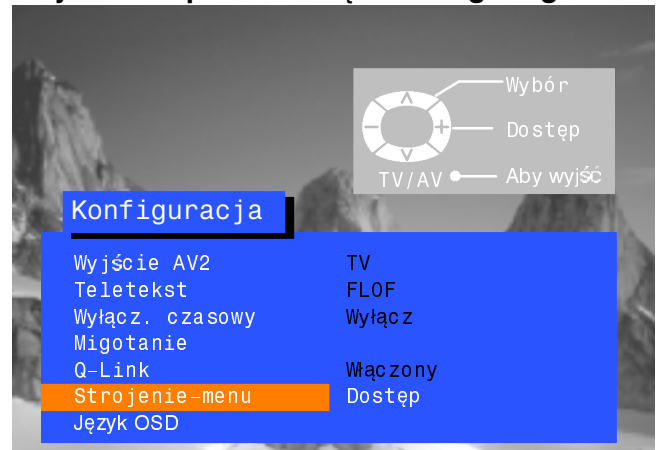 Wybór
Dostęp
TV/AV Aby wyjść
Konfiguracja
Wyjście AV2 TV
Teletekst FLOF
Wyłącz. czasowy Wyłącz
Migotanie
Q-Link Włączony
Strojenie-menu Dostęp
Język OSD